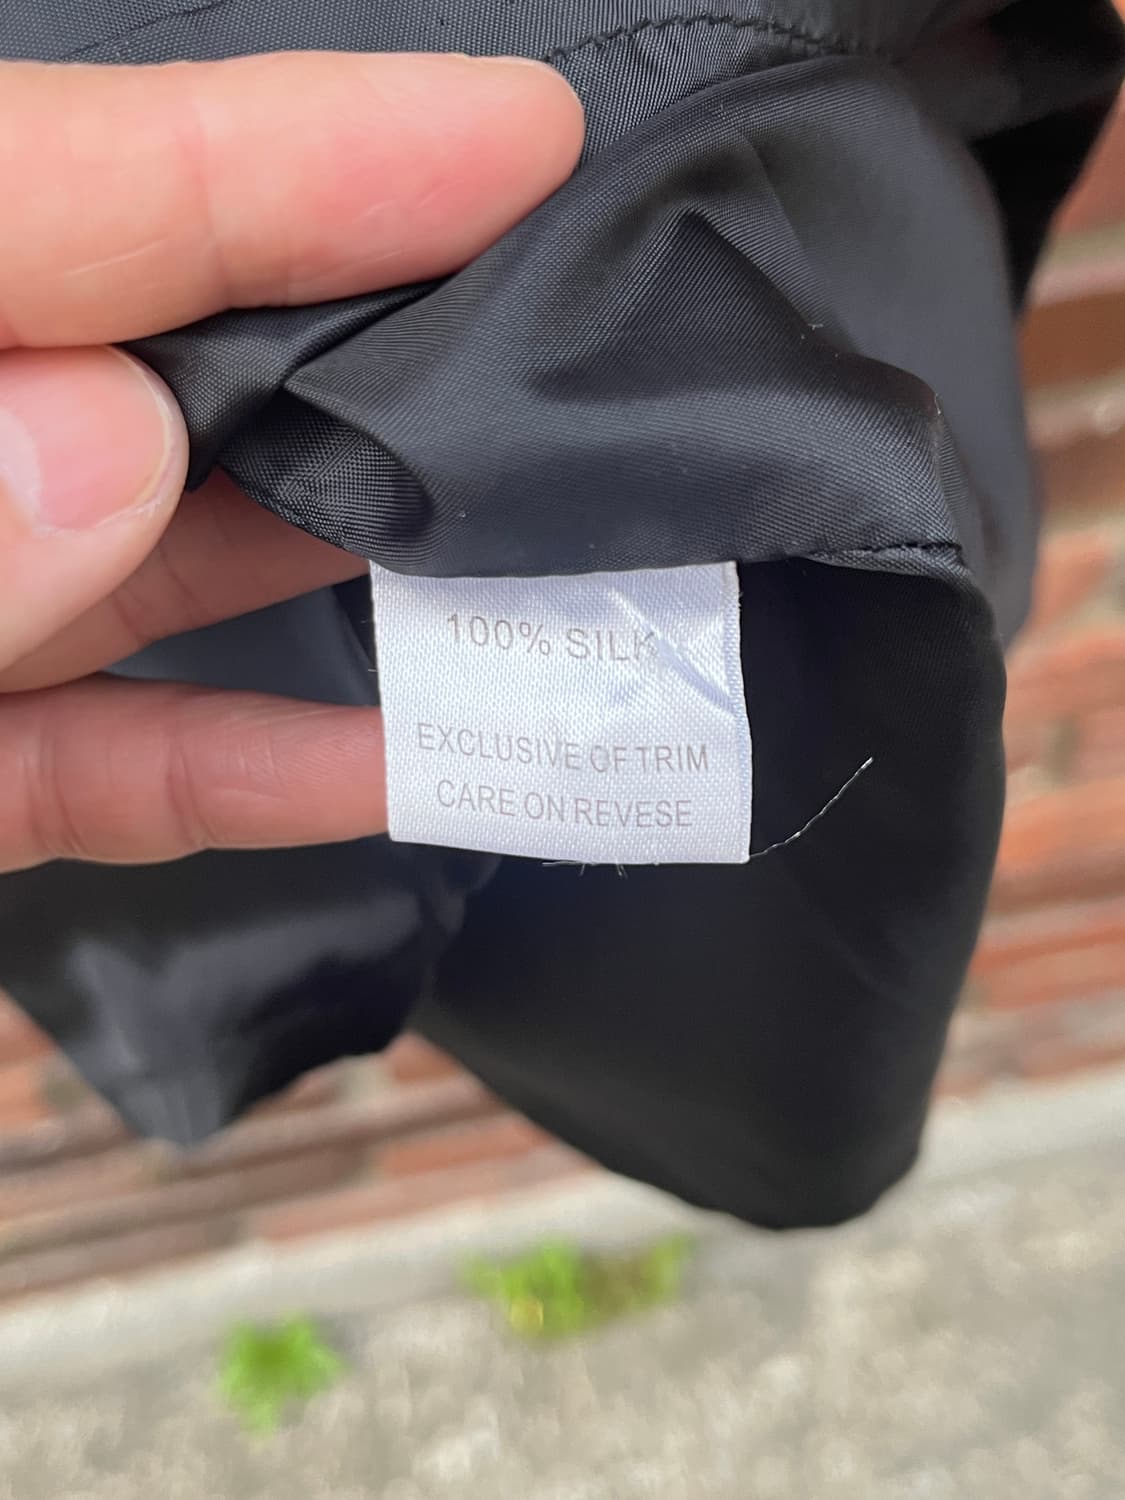 100% SILK
EXCLUSIVE OF TRIM
CARE ON REVESE